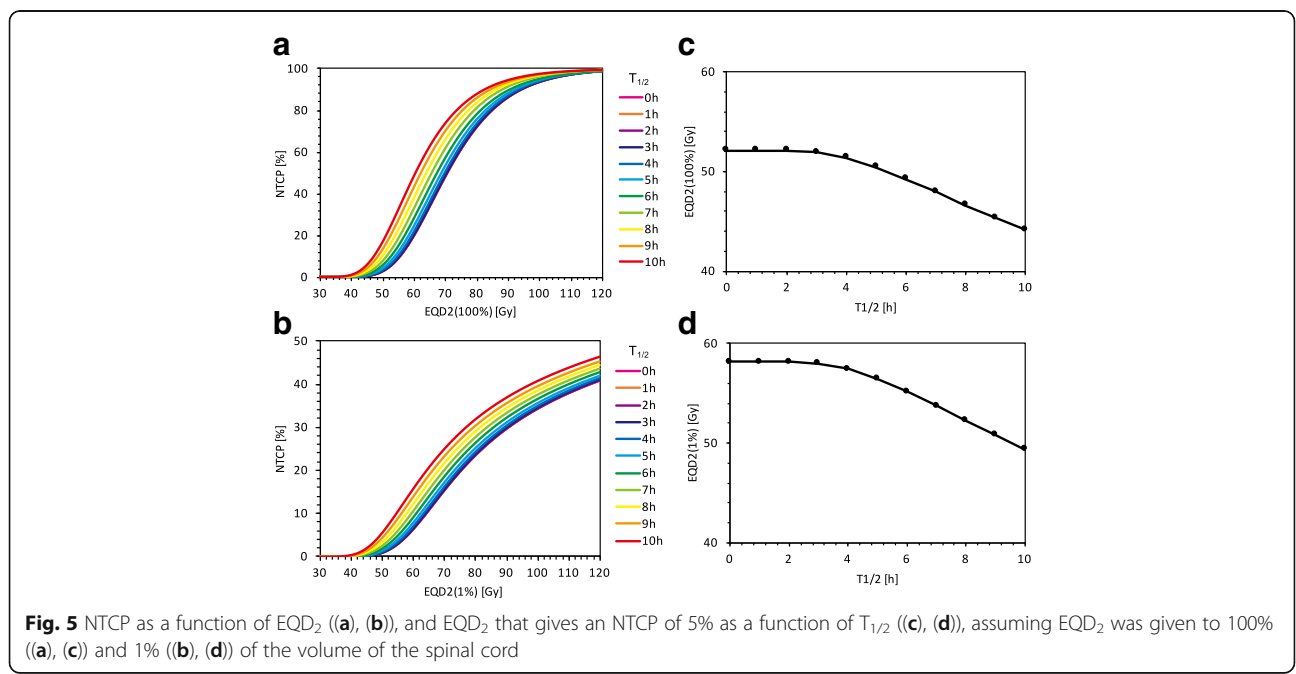 a
100
80
60
40
20
0
NTCP [%]
30 40 50 60 70 80 90 100 110 120
EQD2(100%) [Gy]
T1/2
0h
1h
2h
3h
4h
5h
6h
7h
8h
9h
10h
c
60
50
40
EQD2(100%) [Gy]
0 2 4 6 8 10
T1/2 [h]
b
50
40
30
20
10
0
NTCP [%]
30 40 50 60 70 80 90 100 110 120
EQD2(1%) [Gy]
T1/2
0h
1h
2h
3h
4h
5h
6h
7h
8h
9h
10h
d
60
50
40
EQD2(1%) [Gy]
0 2 4 6 8 10
T1/2 [h]
Fig. 5 NTCP as a function of EQD2 ((a), (b)), and EQD2 that gives an NTCP of 5% as a function of T1/2 ((c), (d)), assuming EQD2 was given to 100%
((a), (c)) and 1% ((b), (d)) of the volume of the spinal cord